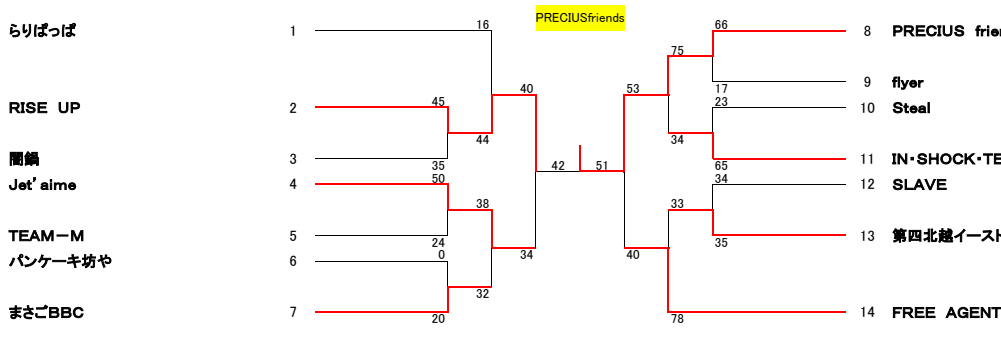 PRECIUSfriends
らりぱっぱ 1
16
RISE UP 2
45
44
闇鍋 3
35
40
Jet'aime 4
50
38
TEAM－M 5
24
パンケーキ坊や 6
0
32
まさごBBC 7
20
34
42 51
66
8 PRECIUS frien
75
9 flyer
17
53
23
10 Steal
34
11 IN・SHOCK・TE
65
34
12 SLAVE
33
13 第四北越イースト
35
40
14 FREE AGENT
78